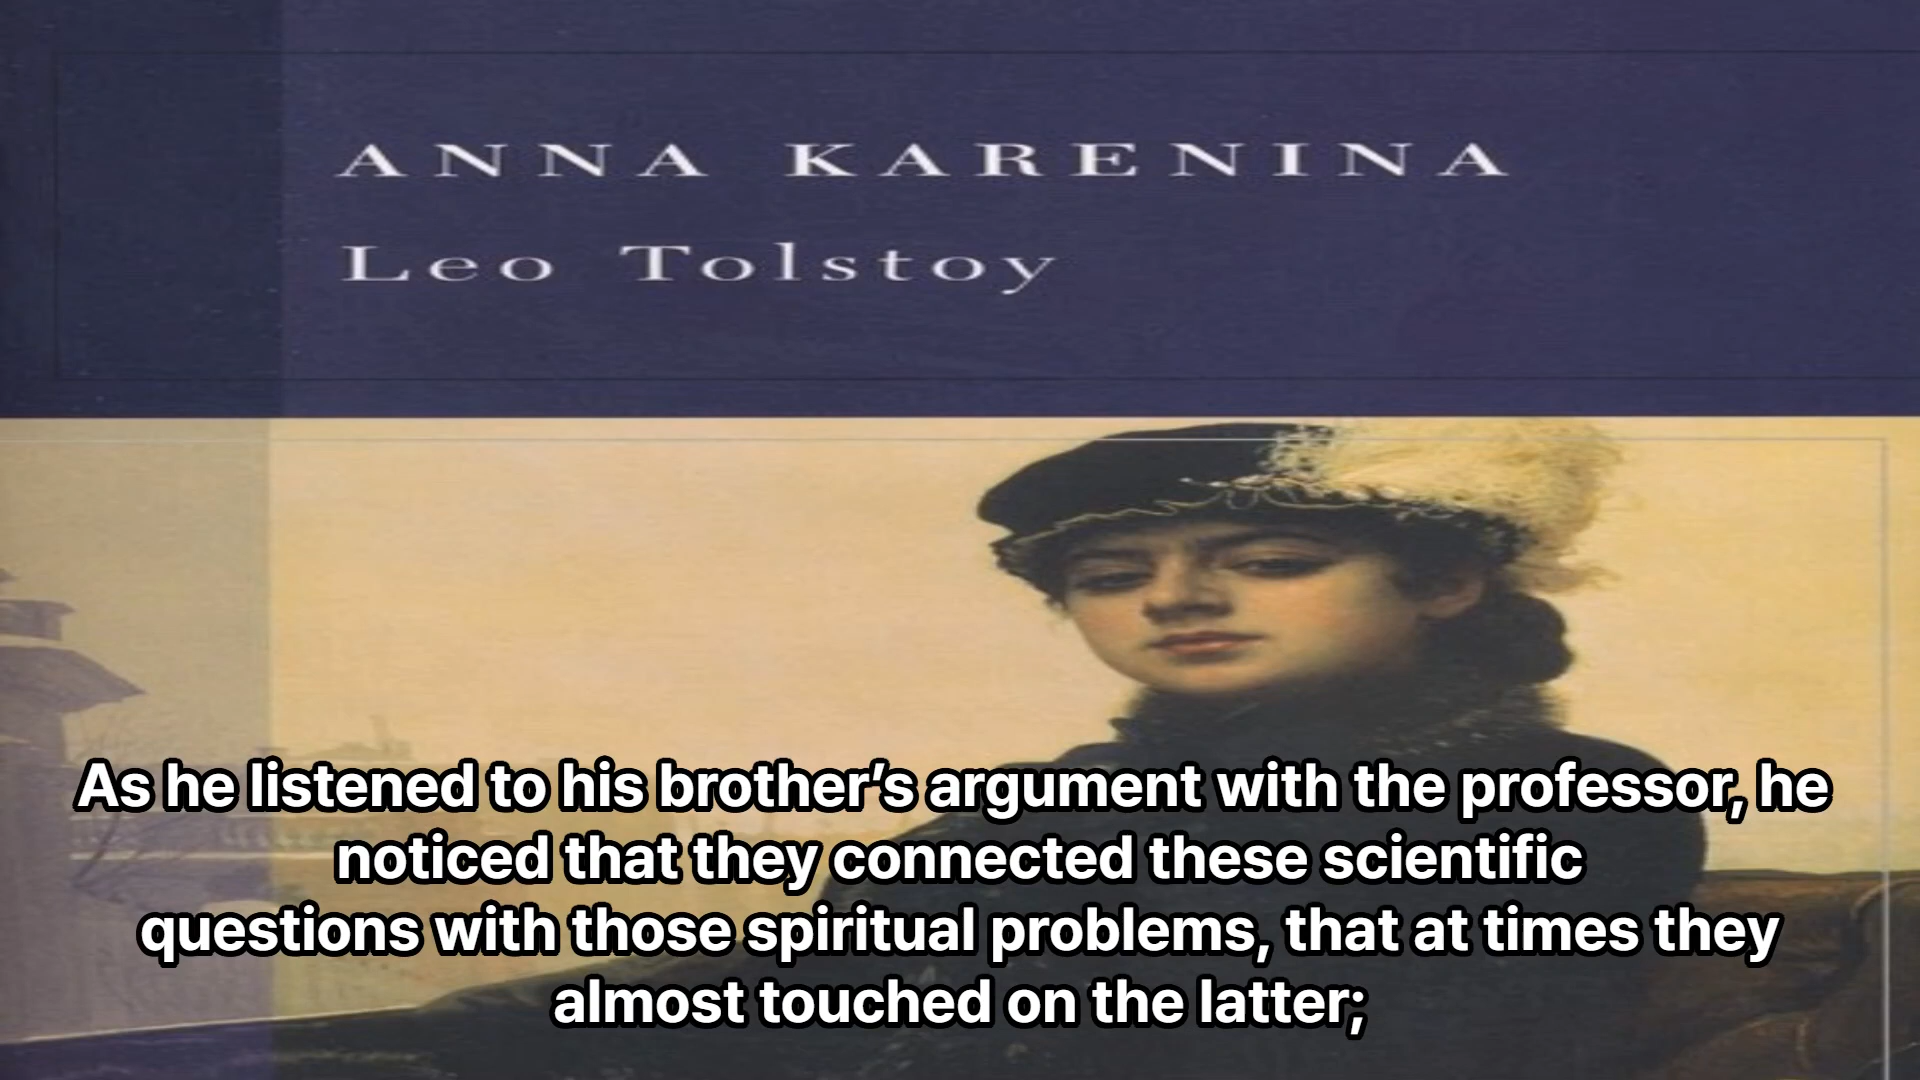 ANNA KARENINA
Leo Tolstoy
As he listened to his brother’s argument with the professor, he
noticed that they connected these scientific
questions with those spiritual problems, that at times they
almost touched on the latter;